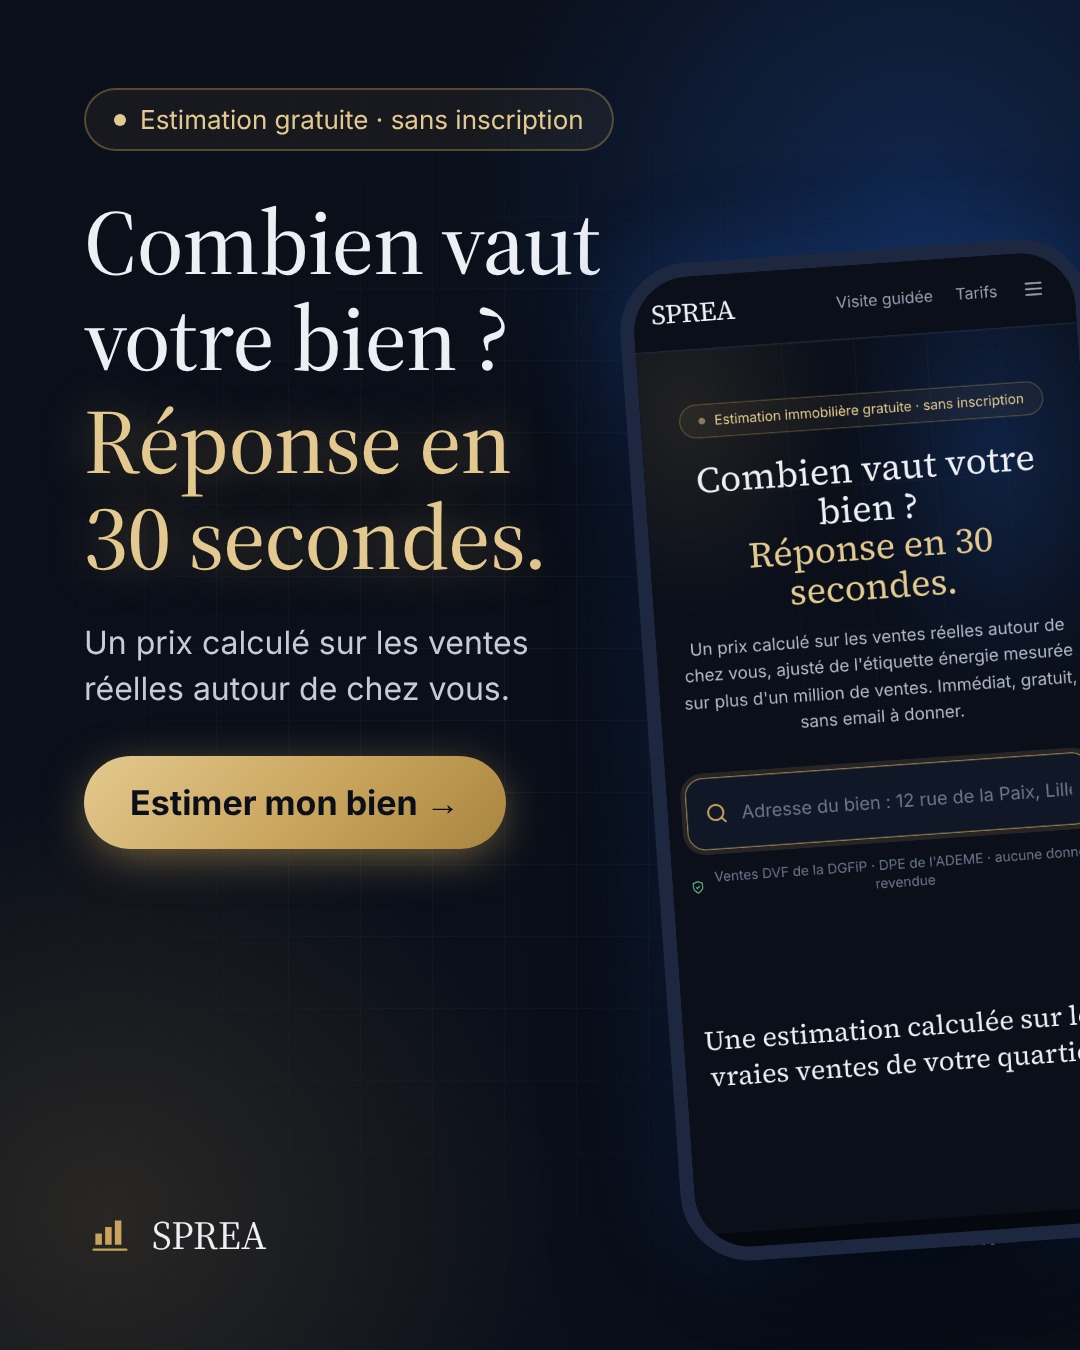 Estimation gratuite · sans inscription
Combien vaut
votre bien ?
Réponse en
30 secondes.
Un prix calculé sur les ventes
réelles autour de chez vous.
Estimer mon bien →
SPREA
SPREA
Visite guidée
Tarifs
Estimation immobilière gratuite · sans inscription
Combien vaut votre
bien ?
Réponse en 30
secondes.
Un prix calculé sur les ventes réelles autour de
chez vous, ajusté de l'étiquette énergie mesurée
sur plus d'un million de ventes. Immédiat, gratuit,
sans email à donner.
Adresse du bien : 12 rue de la Paix, Lille
Ventes DVF de la DGFiP · DPE de l'ADEME · aucune
revendue
Une estimation calculée sur
vraies ventes de votre